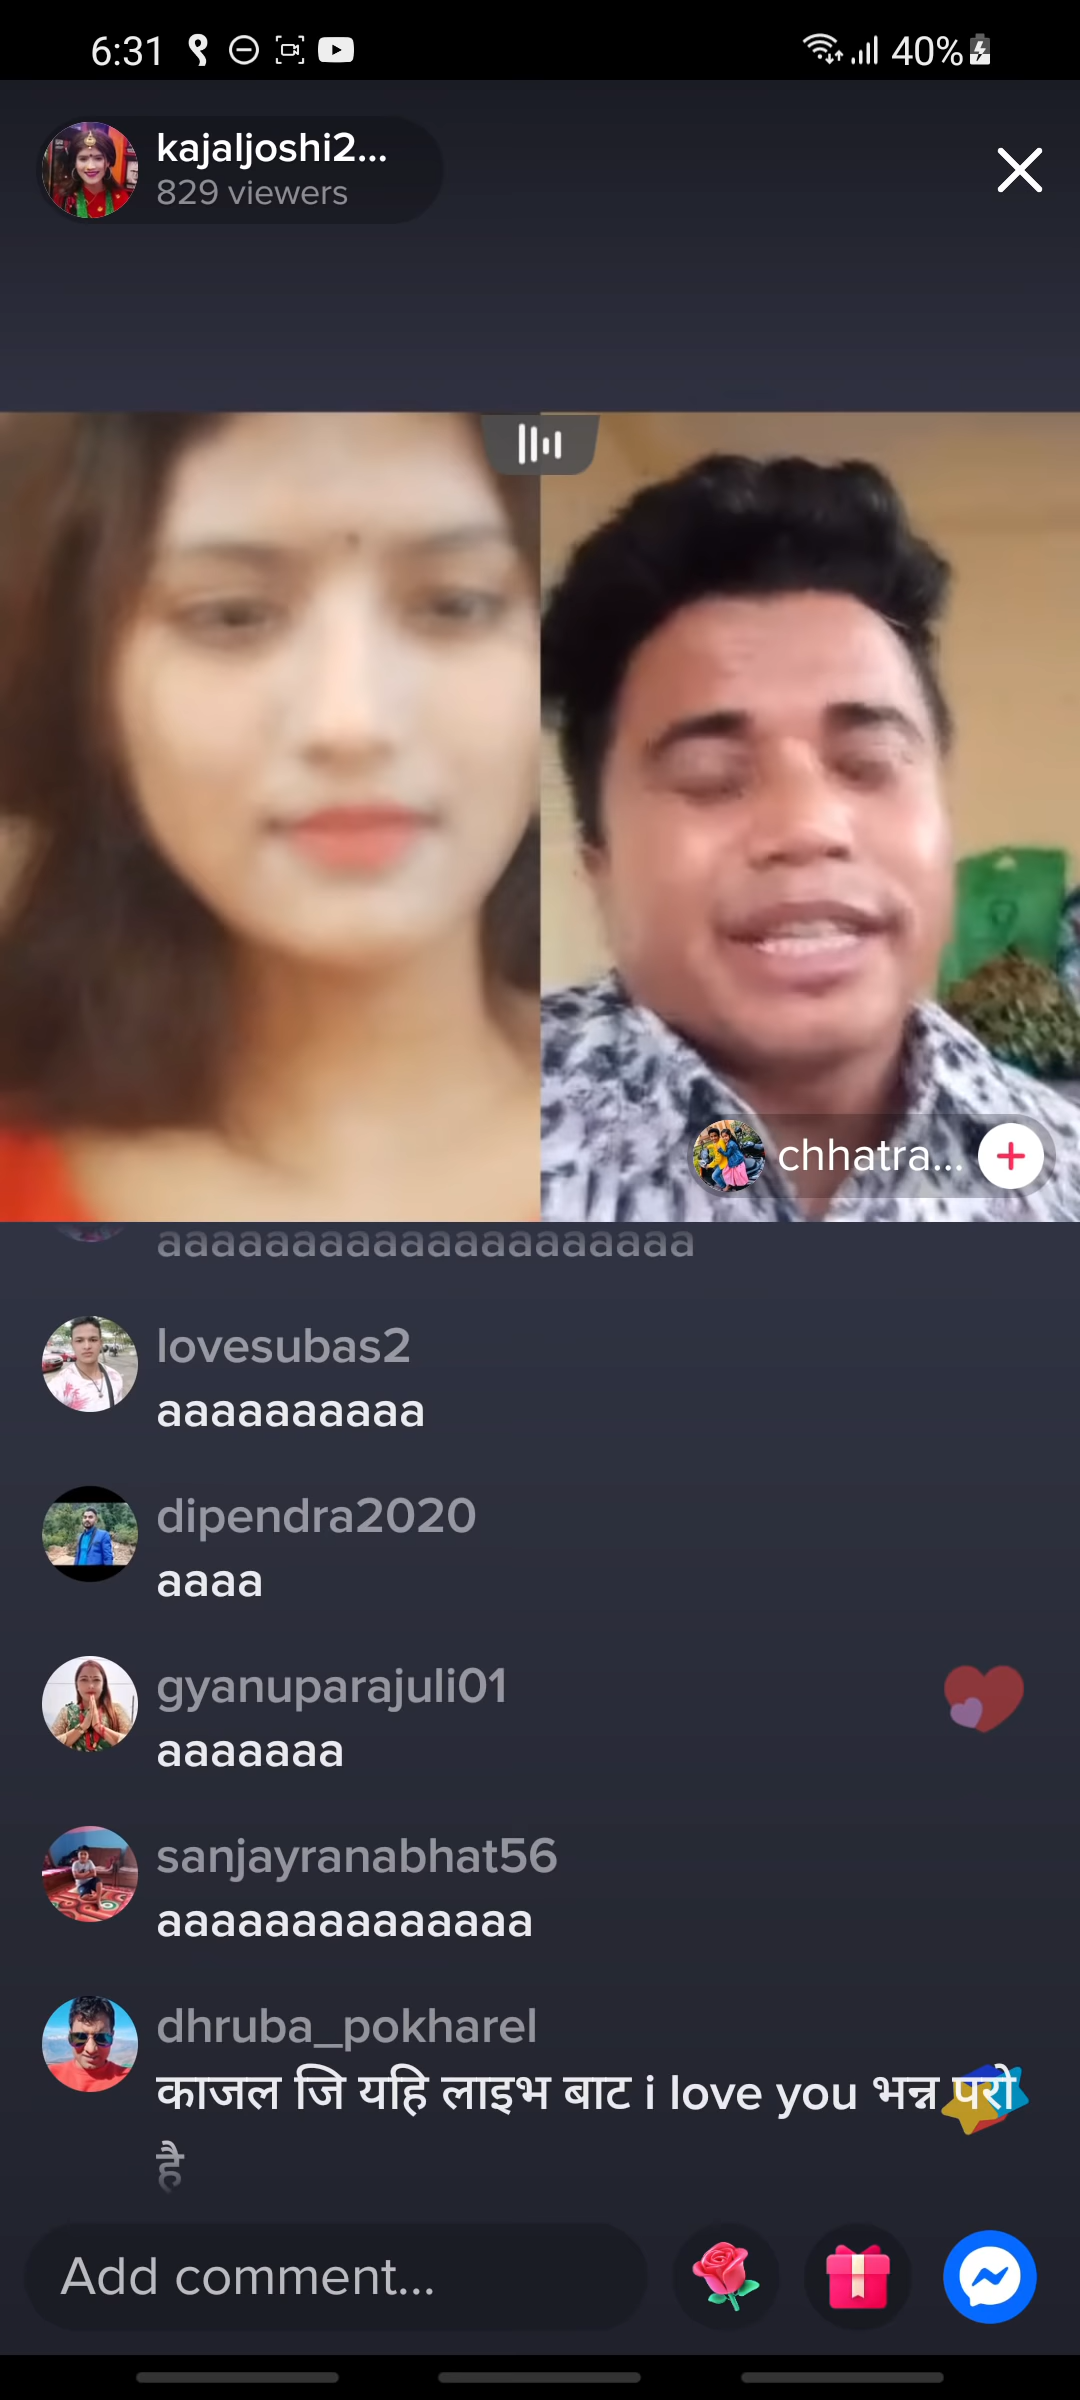 6:31
40%
kajaljoshi2...
829 viewers
chhatra...
aaaaaaaaaaaaaaaaaaaa
lovesubas2
aaaaaaaaaa
dipendra2020
aaaa
gyanuparajuli01
aaaaaaa
sanjayranabhat56
aaaaaaaaaaaaaa
dhruba_pokharel
काजल जि यहि लाइभ बाट i love you भन्न परो
है
Add comment...